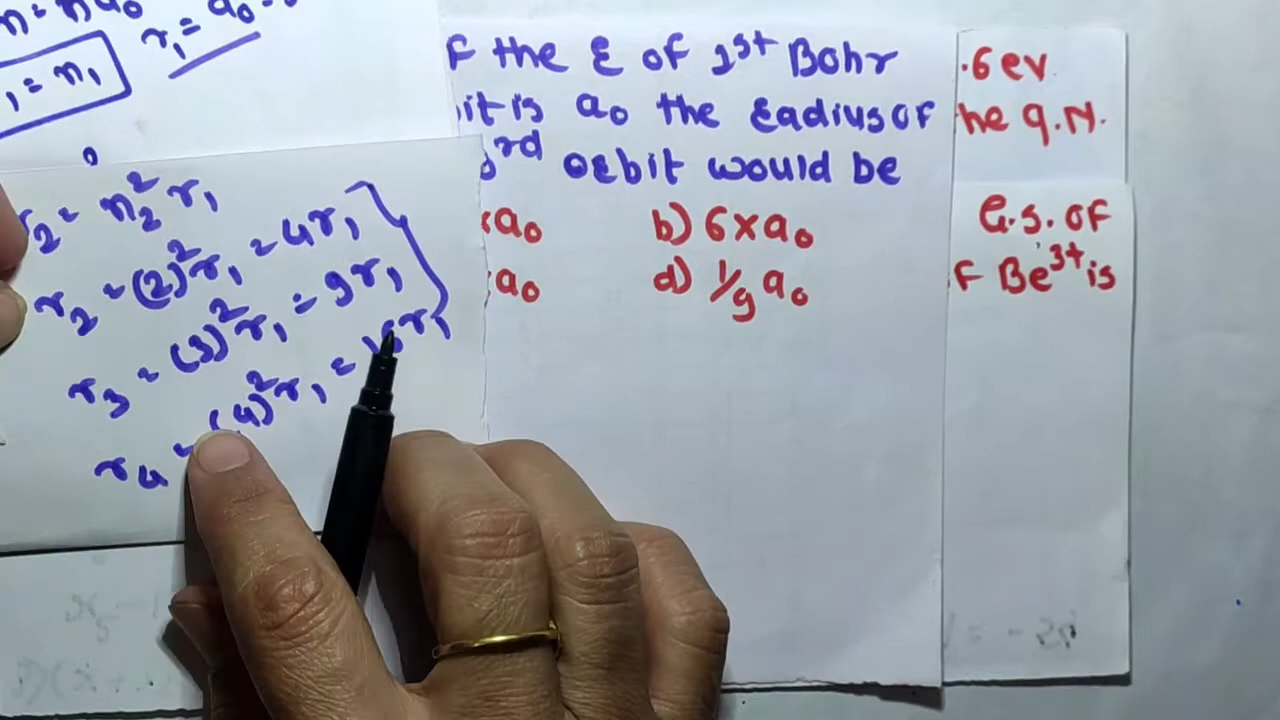 r₁ = a₀
₁ = n₁
r₂ = n₂² r₁
r₂ = (2)² r₁ = 4r₁
r₃ = (3)² r₁ = 9r₁
r₄ = (4)² r₁ = 16r₁
F the ε oF 1st Bohr
it is a₀ the radius oF
3rd orbit would be
×a₀ b) 6×a₀
×a₀ d) 1/9 a₀
.6 ev
he q.N.
G.S. oF
F Be³⁺ is